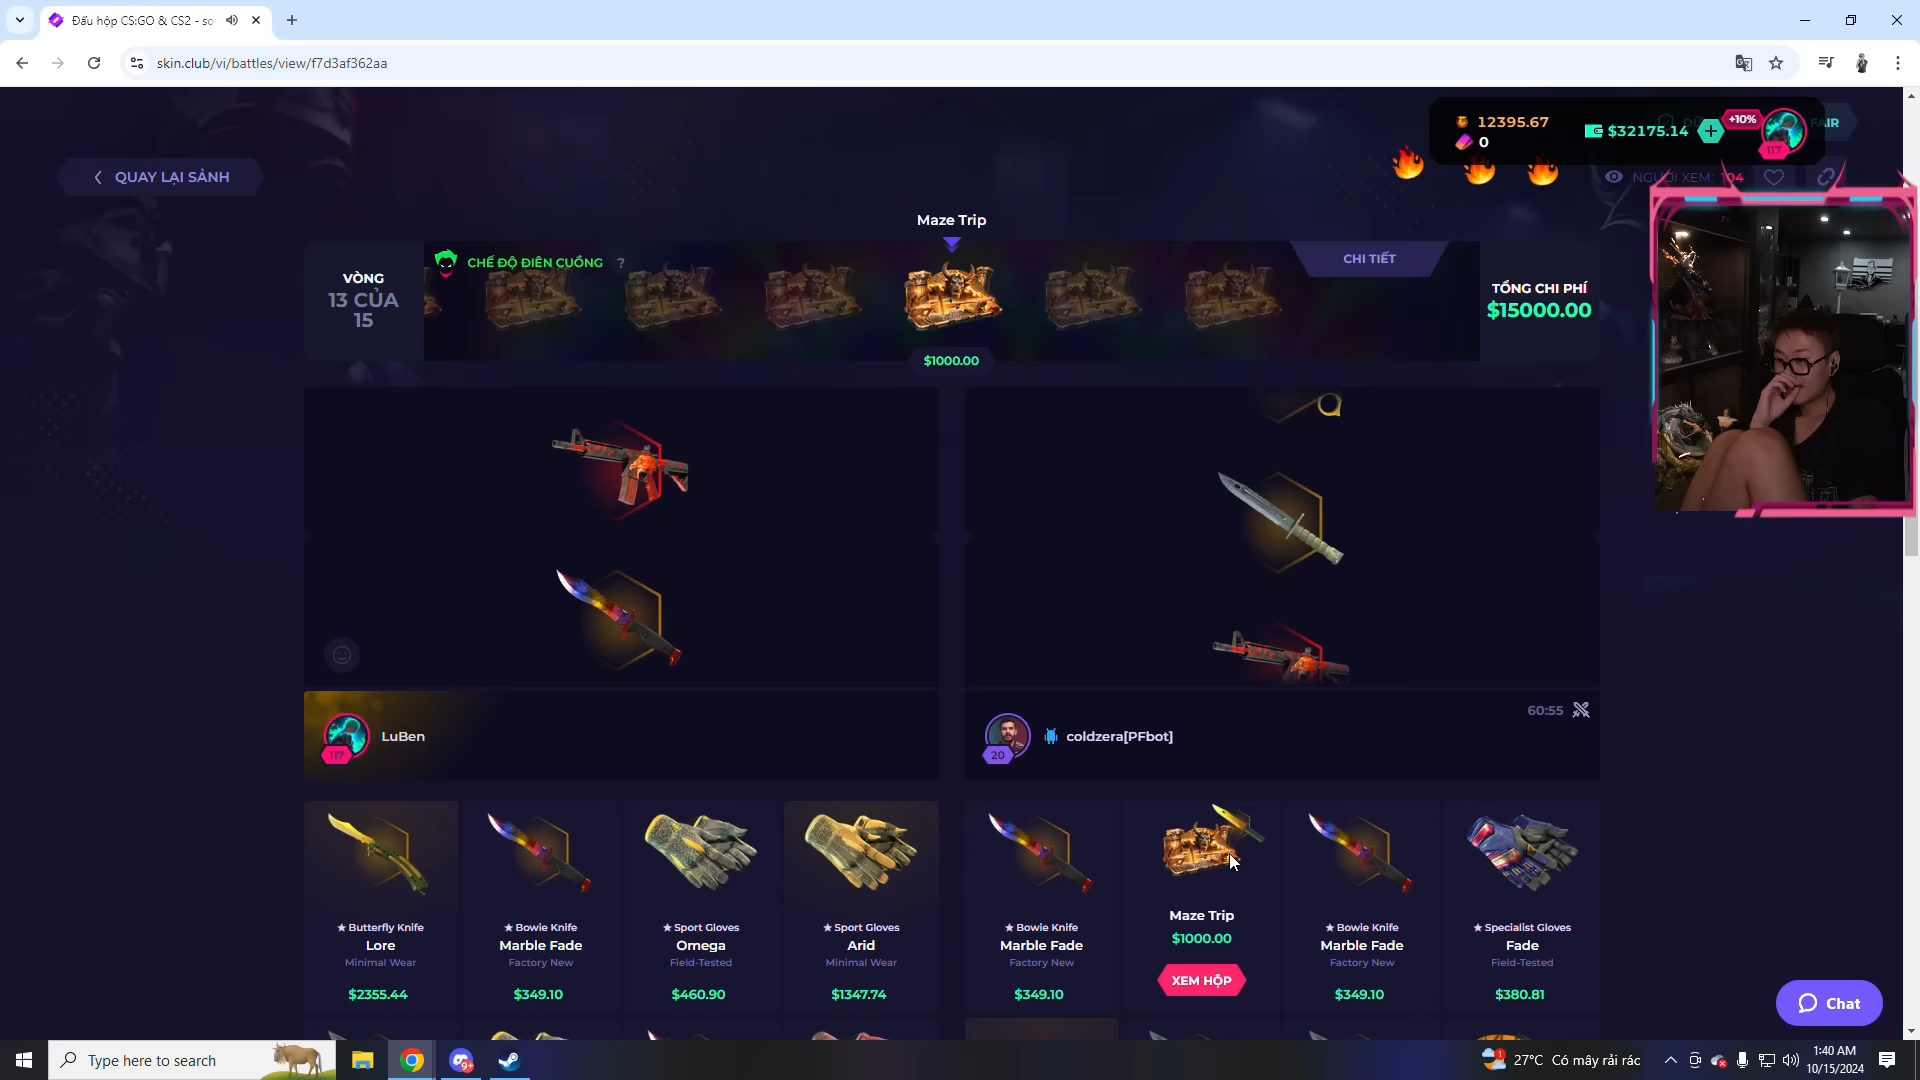 Đấu hộp CS:GO & CS2 - so
skin.club/vi/battles/view/f7d3af362aa
12395.67
0
$32175.14
+10%
117
AIR
QUAY LẠI SẢNH
NGƯỜI XEM: 104
Maze Trip
VÒNG
13 CỦA
15
CHẾ ĐỘ ĐIÊN CUỒNG
?
CHI TIẾT
TỔNG CHI PHÍ
$15000.00
$1000.00
LuBen
117
60:55
coldzera[PFbot]
20
★ Butterfly Knife
Lore
Minimal Wear
$2355.44
★ Bowie Knife
Marble Fade
Factory New
$349.10
★ Sport Gloves
Omega
Field-Tested
$460.90
★ Sport Gloves
Arid
Minimal Wear
$1347.74
★ Bowie Knife
Marble Fade
Factory New
$349.10
Maze Trip
$1000.00
XEM HỘP
★ Bowie Knife
Marble Fade
Factory New
$349.10
★ Specialist Gloves
Fade
Field-Tested
$380.81
Chat
Type here to search
9+
1
27°C Có mây rải rác
1:40 AM
10/15/2024